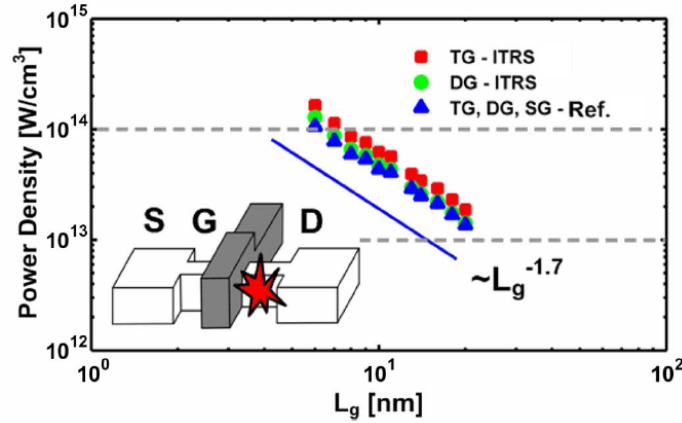 10^15
TG - ITRS
DG - ITRS
TG, DG, SG - Ref.
10^14
Power Density [W/cm^3]
S G D
10^13
~L_g^-1.7
10^12
10^0 10^1 10^2
L_g [nm]